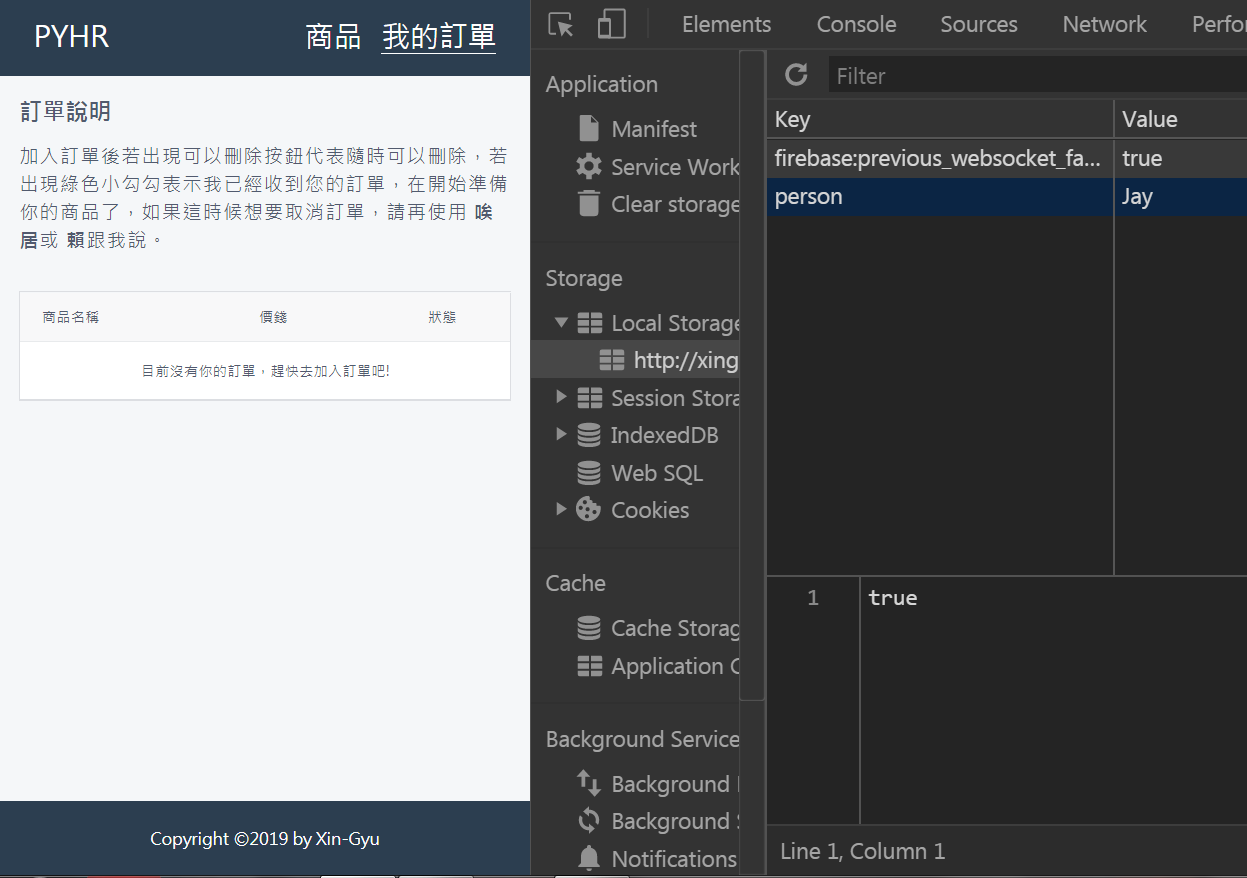 PYHR
商品 我的訂單
訂單說明
加入訂單後若出現可以刪除按鈕代表隨時可以刪除，若
出現綠色小勾勾表示我已經收到您的訂單，在開始準備
你的商品了，如果這時候想要取消訂單，請再使用 唉
居或 賴跟我說。
商品名稱 價錢 狀態
目前沒有你的訂單，趕快去加入訂單吧!
Copyright ©2019 by Xin-Gyu
Elements Console Sources Network Perfor
Application
Manifest
Service Work
Clear storage
Storage
Local Storage
http://xing
Session Stora
IndexedDB
Web SQL
Cookies
Cache
Cache Storag
Application C
Background Service
Background
Background S
Notifications
Filter
Key Value
firebase:previous_websocket_fa... true
person Jay
1 true
Line 1, Column 1